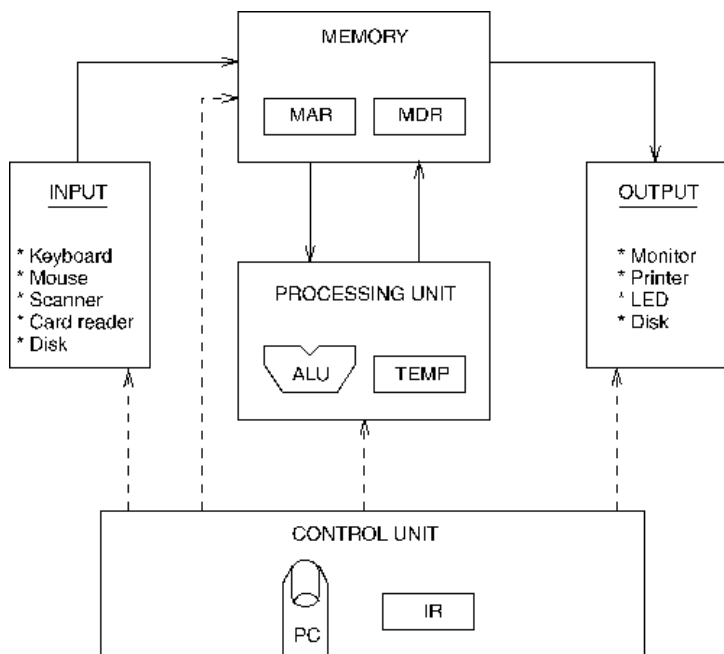 MEMORY
MAR
MDR
INPUT
* Keyboard
* Mouse
* Scanner
* Card reader
* Disk
OUTPUT
* Monitor
* Printer
* LED
* Disk
PROCESSING UNIT
ALU
TEMP
CONTROL UNIT
PC
IR